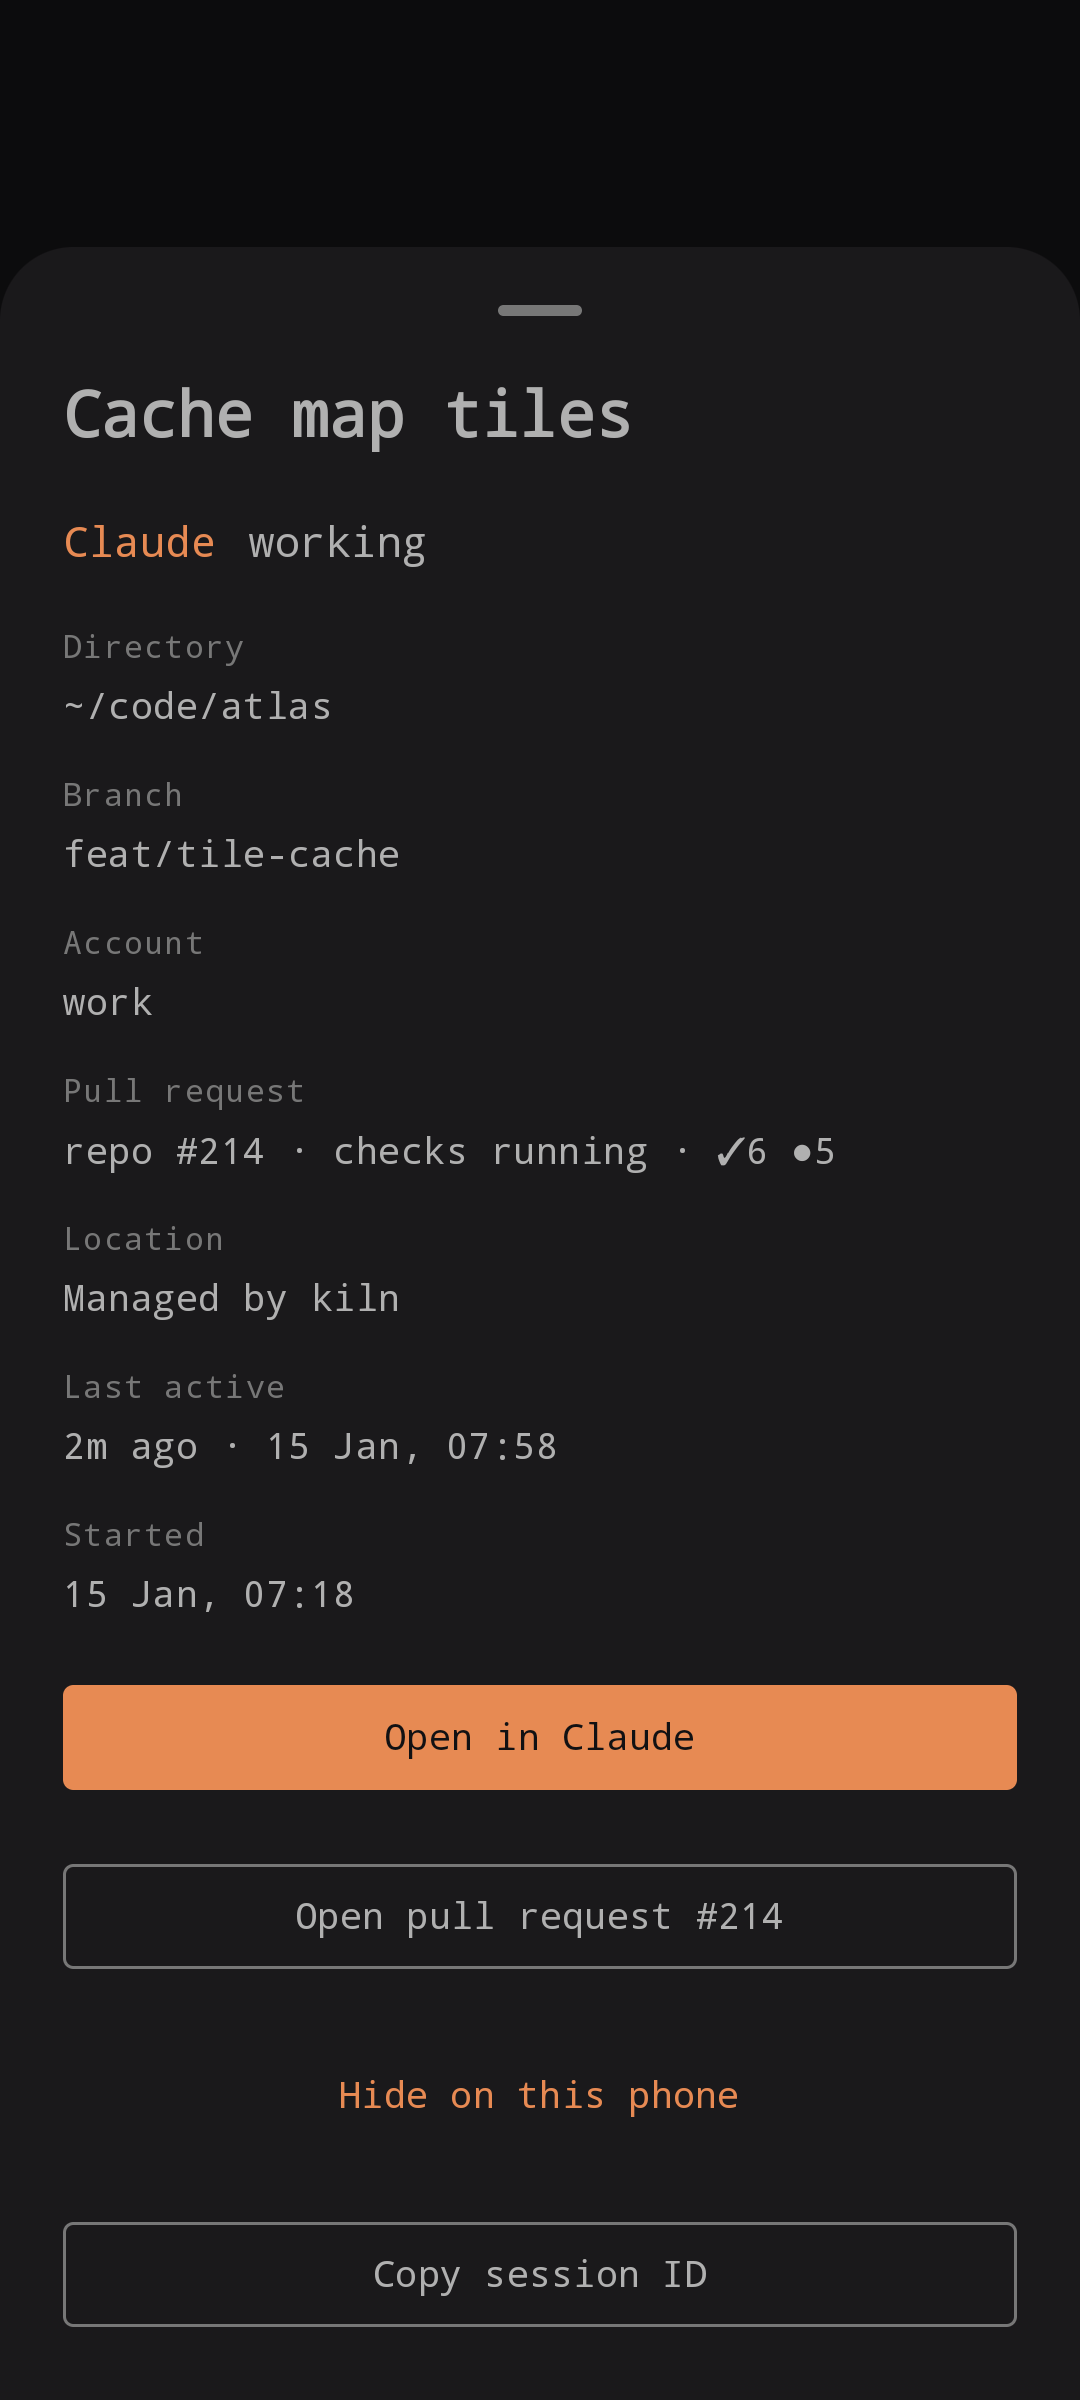 Cache map tiles
Claude working
Directory
~/code/atlas
Branch
feat/tile-cache
Account
work
Pull request
repo #214 · checks running · ✓6 ●5
Location
Managed by kiln
Last active
2m ago · 15 Jan, 07:58
Started
15 Jan, 07:18
Open in Claude
Open pull request #214
Hide on this phone
Copy session ID